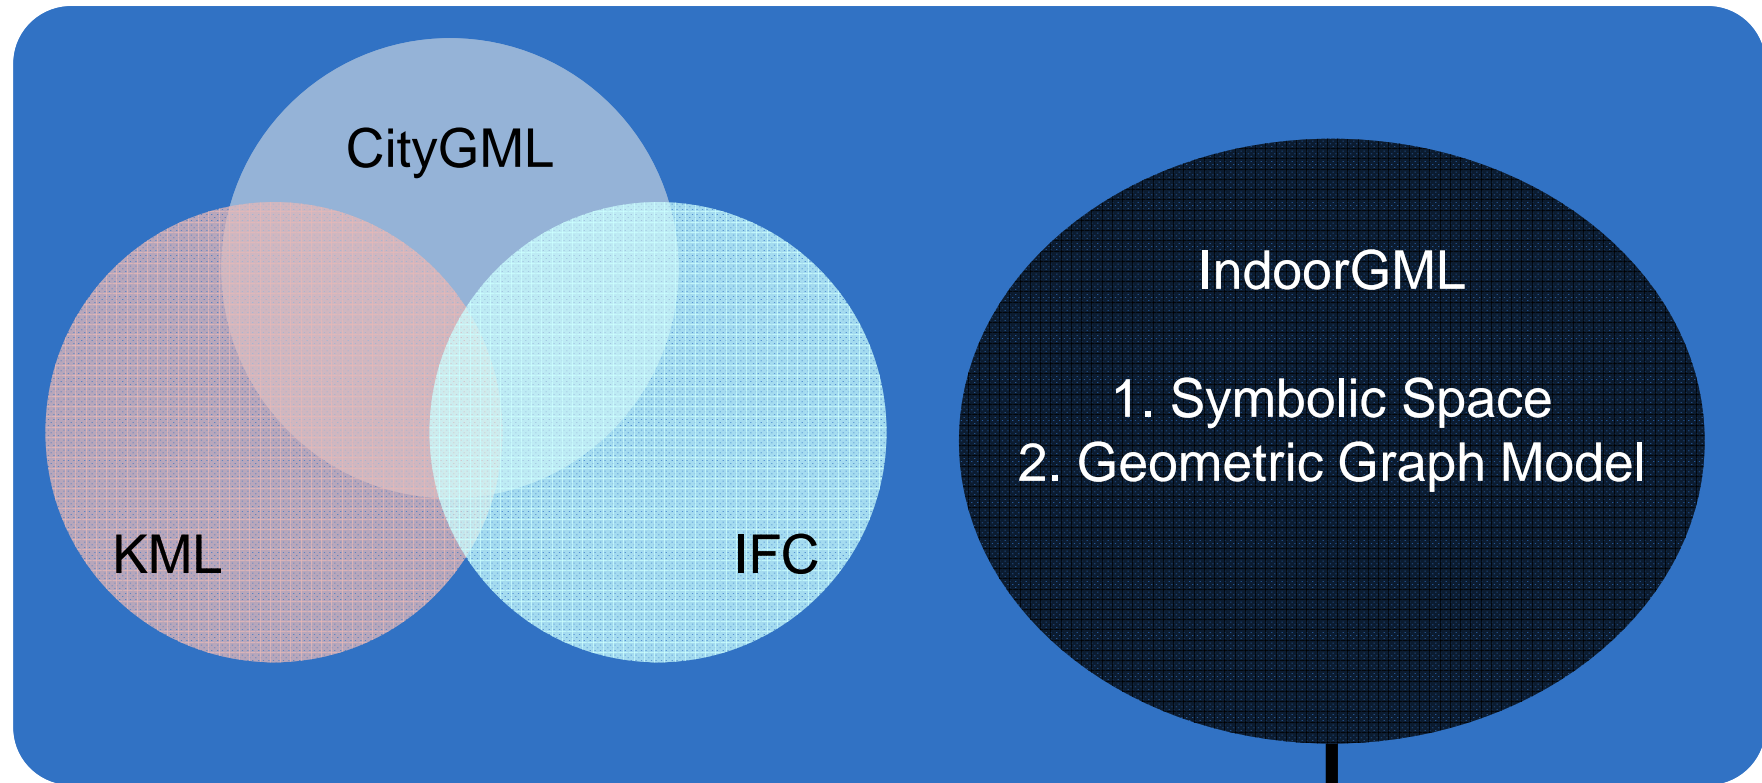 CityGML
KML
IFC
IndoorGML
1. Symbolic Space
2. Geometric Graph Model